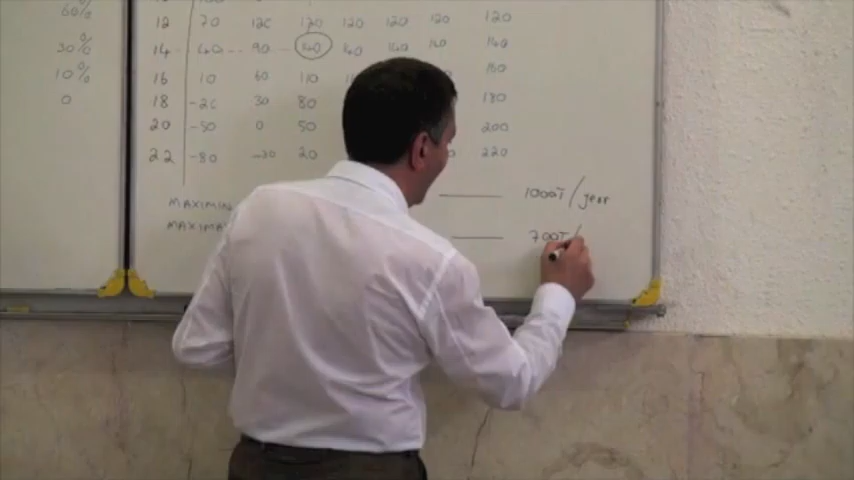 60%
30%
10%
0
12 70 120 120 120 120 120 120
14 40 90 140 140 140 140 140
16 10 60 110 160
18 -20 30 80 180
20 -50 0 50 200
22 -80 -30 20 220
MAXIMIN 1000T/year
MAXIMA 700T/